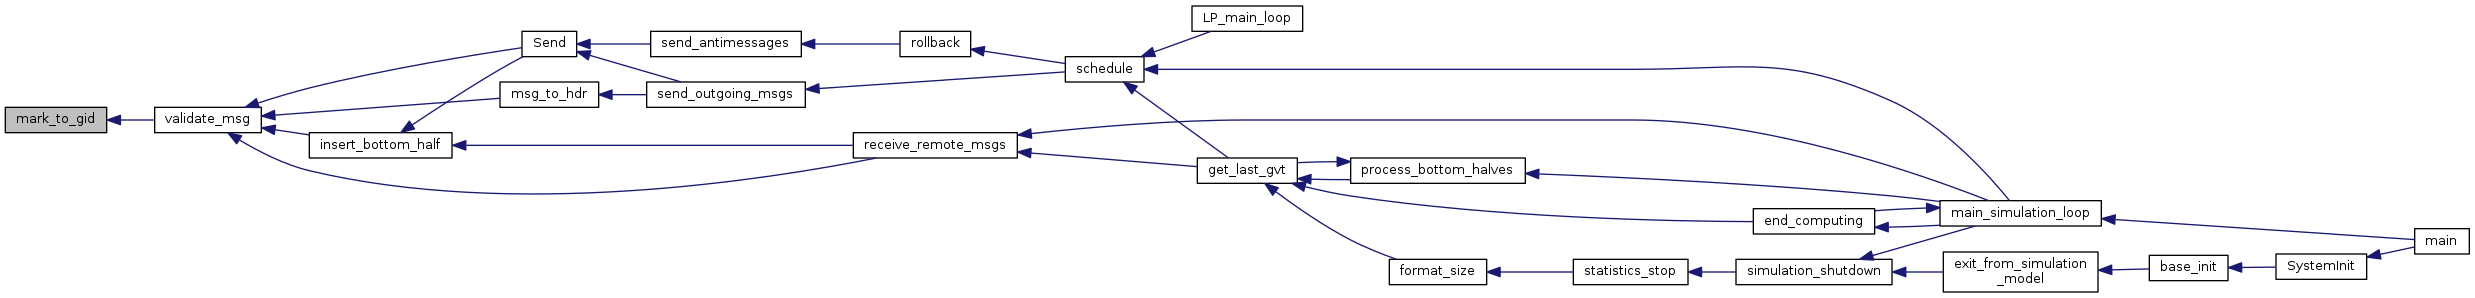 mark_to_gid
validate_msg
Send
msg_to_hdr
insert_bottom_half
send_antimessages
send_outgoing_msgs
rollback
receive_remote_msgs
schedule
LP_main_loop
get_last_gvt
process_bottom_halves
format_size
statistics_stop
end_computing
simulation_shutdown
main_simulation_loop
exit_from_simulation
_model
base_init
SystemInit
main